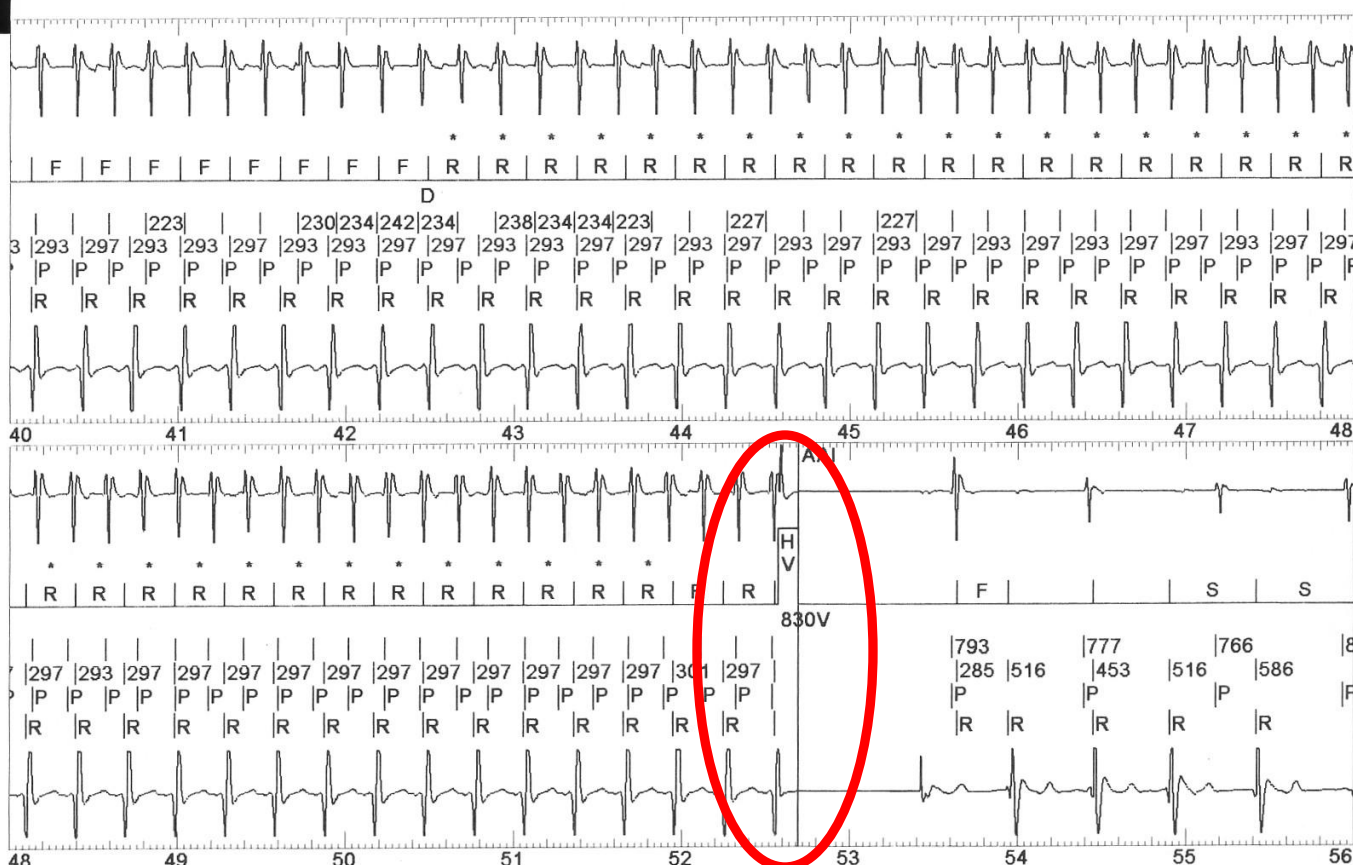 * * * * * * * * * * * * * * * * * * *
F F F F F F F F R R R R R R R R R R R R R R R R R R R
D
223 230 234 242 234 238 234 234 223 227 227
3 293 297 293 293 297 293 293 297 297 293 293 297 297 293 297 293 297 293 297 293 297 293 297 297 293 297 297
P P P P P P P P P P P P P P P P P P P P P P P P P P P P P P P P P P P
R R R R R R R R R R R R R R R R R R R R R R R R R R R
40 41 42 43 44 45 46 47 48
AAI
* * * * * * * * * * * * *
H
V
R R R R R R R R R R R R R R F S S
830V
793 777 766 8
297 293 297 297 297 297 297 297 297 297 297 297 297 301 297 285 516 453 516 586
P P P P P P P P P P P P P P P P P P P P P P P
R R R R R R R R R R R R R R R R R R R R
48 49 50 51 52 53 54 55 56